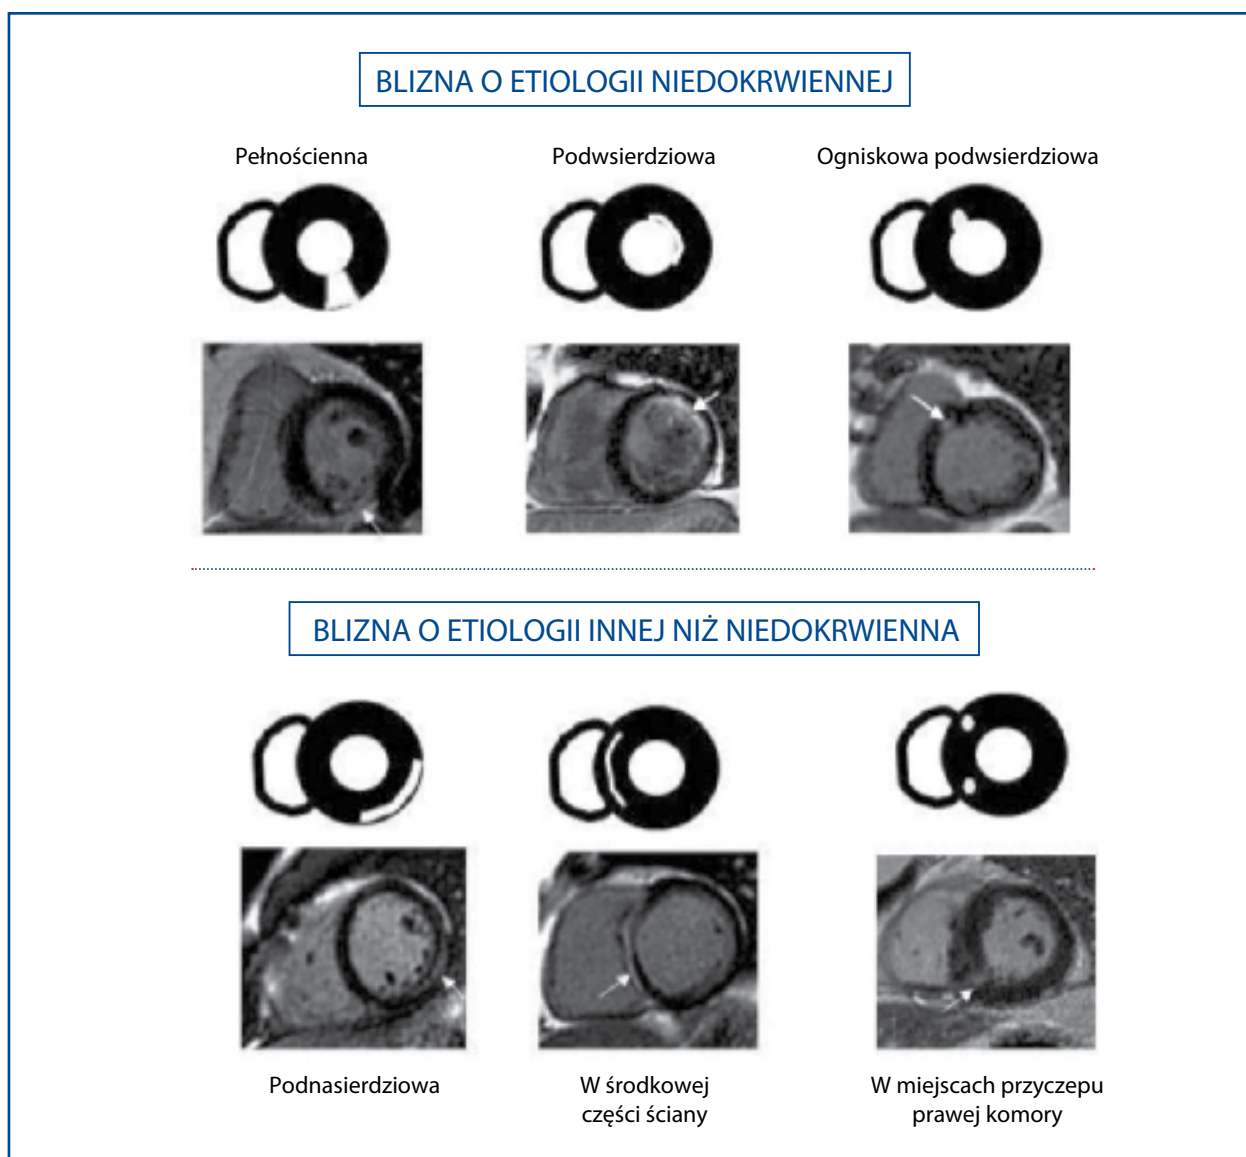 BLIZNA O ETIOLOGII NIEDOKRWIENNEJ
Pełnościenna
Podwsierdziowa
Ogniskowa podwsierdziowa
BLIZNA O ETIOLOGII INNEJ NIŻ NIEDOKRWIENNA
Podnasierdziowa
W środkowej
części ściany
W miejscach przyczepu
prawej komory